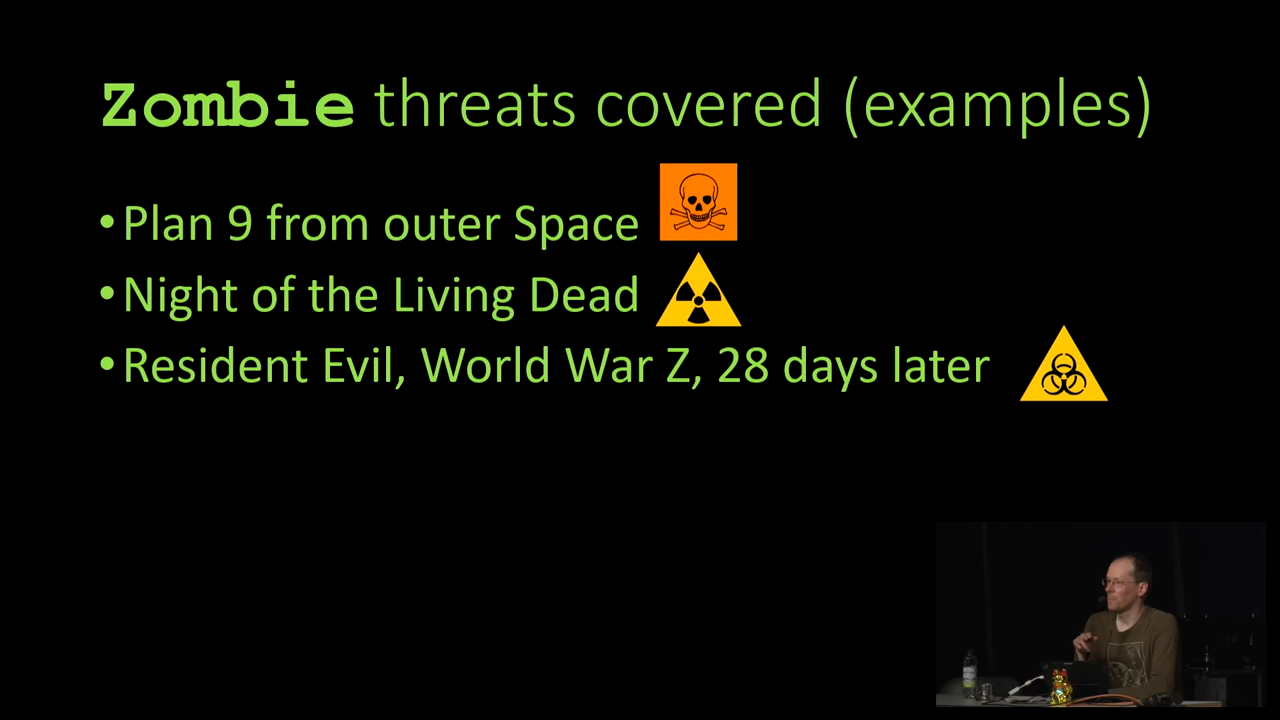 Zombie threats covered (examples)
•Plan 9 from outer Space
•Night of the Living Dead
•Resident Evil, World War Z, 28 days later